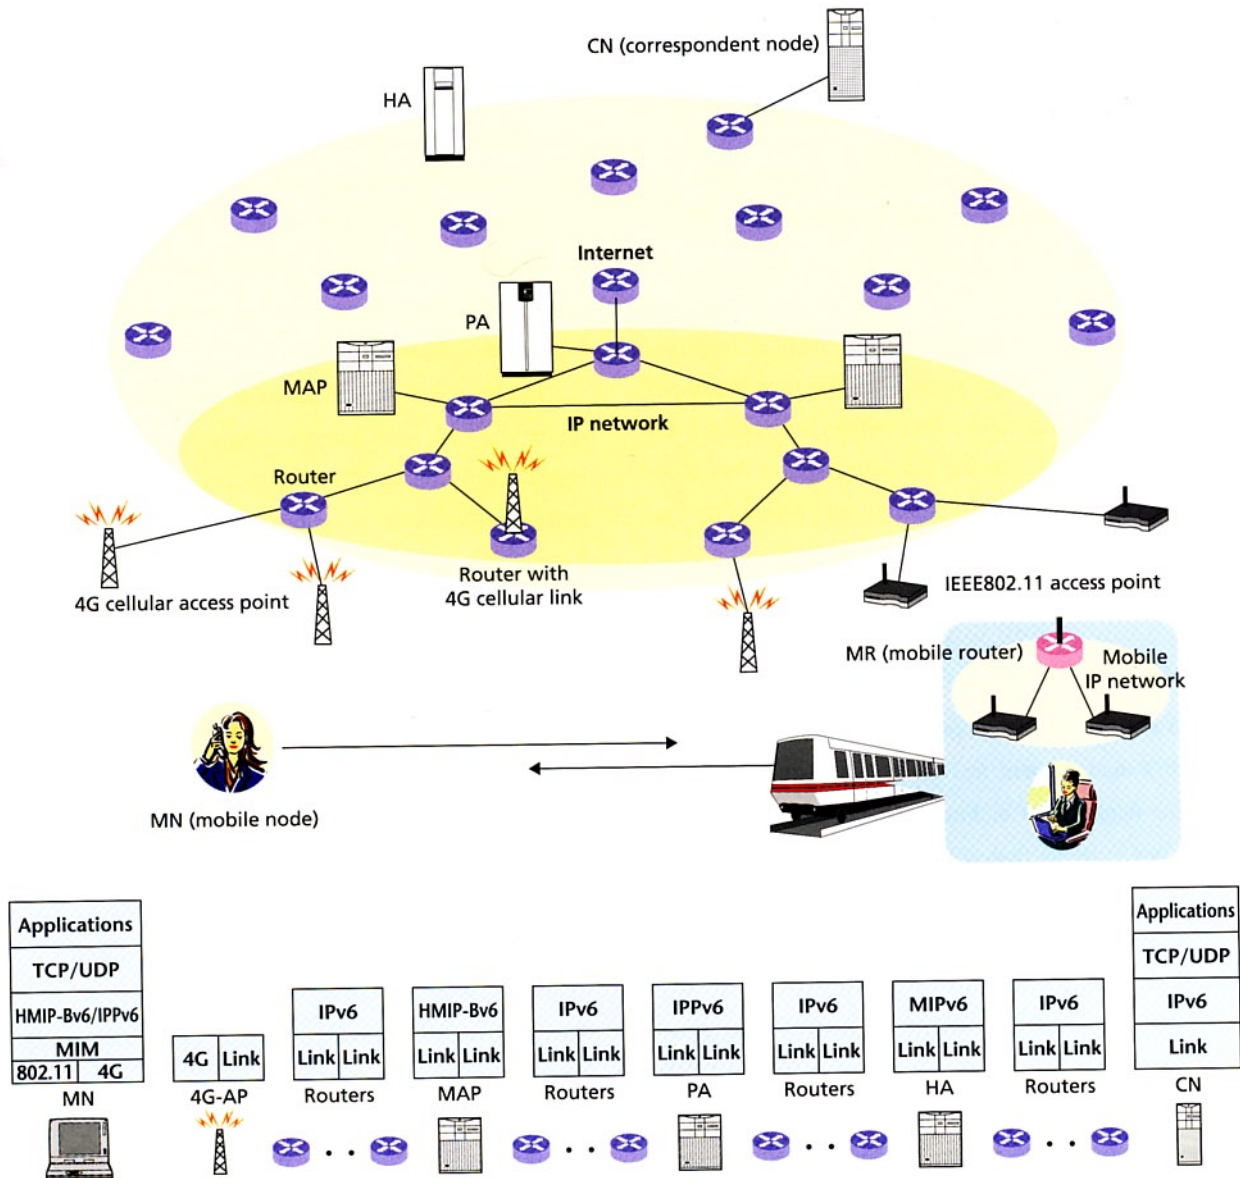 CN (correspondent node)
HA
Internet
PA
MAP
IP network
Router
4G cellular access point
Router with
4G cellular link
IEEE802.11 access point
MR (mobile router)
Mobile
IP network
MN (mobile node)
Applications
TCP/UDP
HMIP-Bv6/IPPv6
MIM
802.11 4G
MN
4G Link
4G-AP
IPv6
Link Link
Routers
HMIP-Bv6
Link Link
MAP
IPv6
Link Link
Routers
IPPv6
Link Link
PA
IPv6
Link Link
Routers
MIPv6
Link Link
HA
IPv6
Link Link
Routers
Applications
TCP/UDP
IPv6
Link
CN